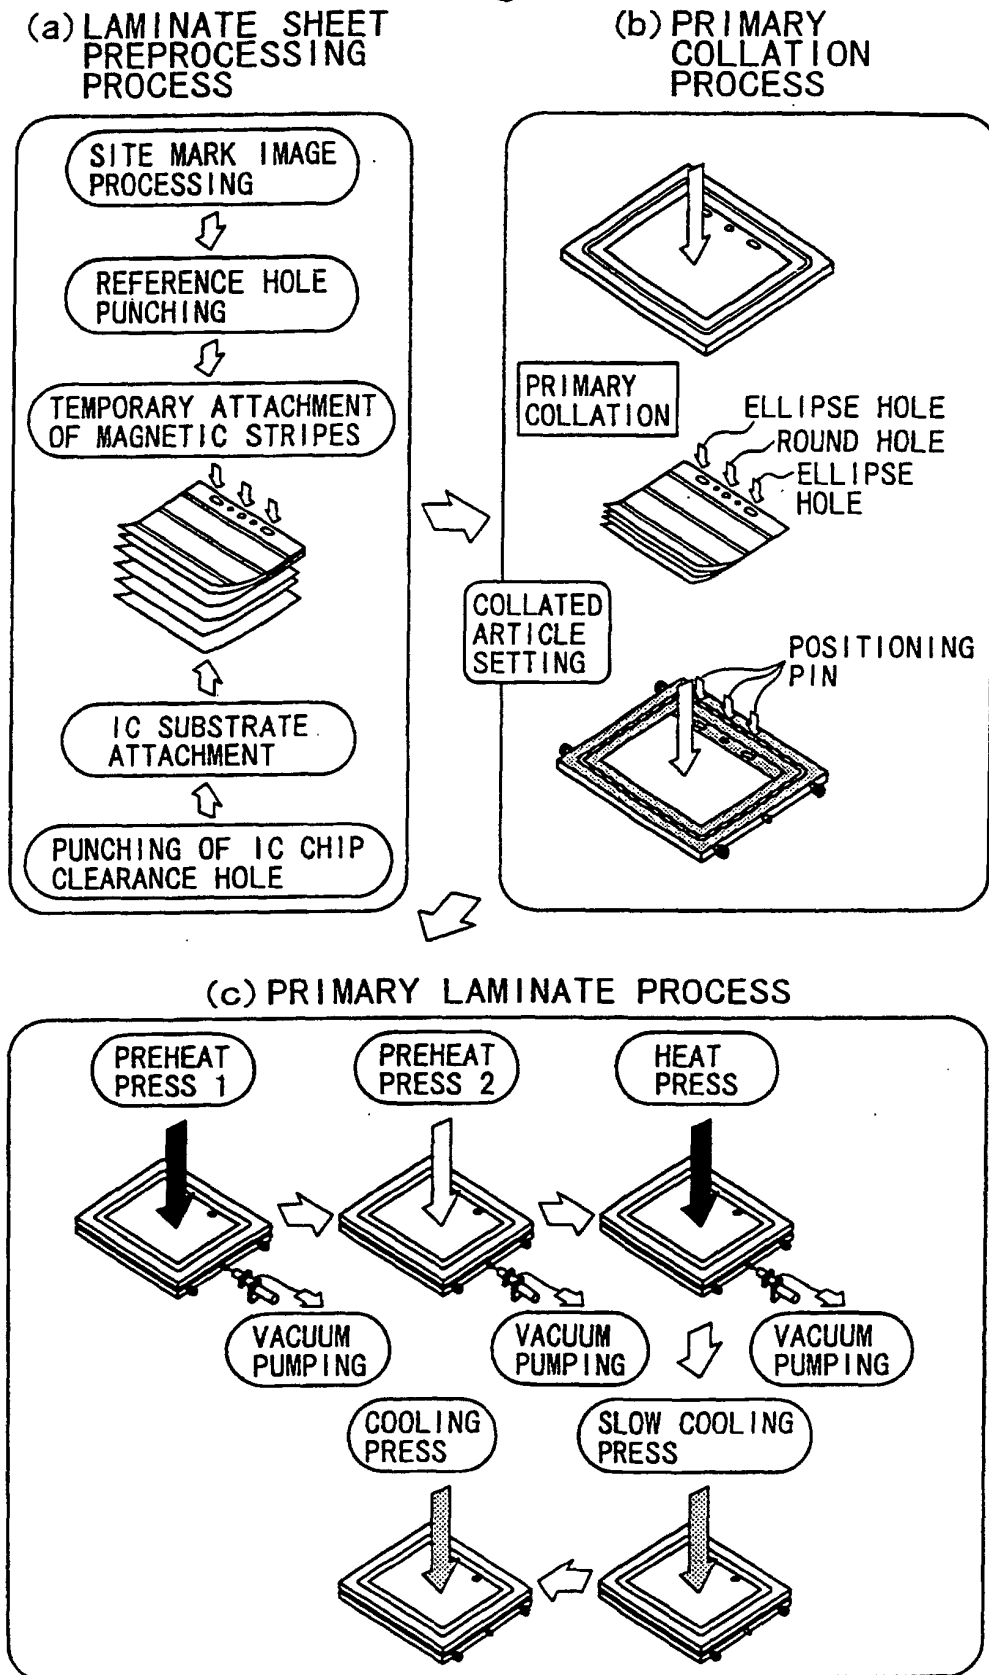 (a) LAMINATE SHEET
PREPROCESSING
PROCESS
SITE MARK IMAGE
PROCESSING
REFERENCE HOLE
PUNCHING
TEMPORARY ATTACHMENT
OF MAGNETIC STRIPES
IC SUBSTRATE
ATTACHMENT
PUNCHING OF IC CHIP
CLEARANCE HOLE
(b) PRIMARY
COLLATION
PROCESS
PRIMARY
COLLATION
ELLIPSE HOLE
ROUND HOLE
ELLIPSE
HOLE
COLLATED
ARTICLE
SETTING
POSITIONING
PIN
(c) PRIMARY LAMINATE PROCESS
PREHEAT
PRESS 1
PREHEAT
PRESS 2
HEAT
PRESS
VACUUM
PUMPING
VACUUM
PUMPING
VACUUM
PUMPING
COOLING
PRESS
SLOW COOLING
PRESS